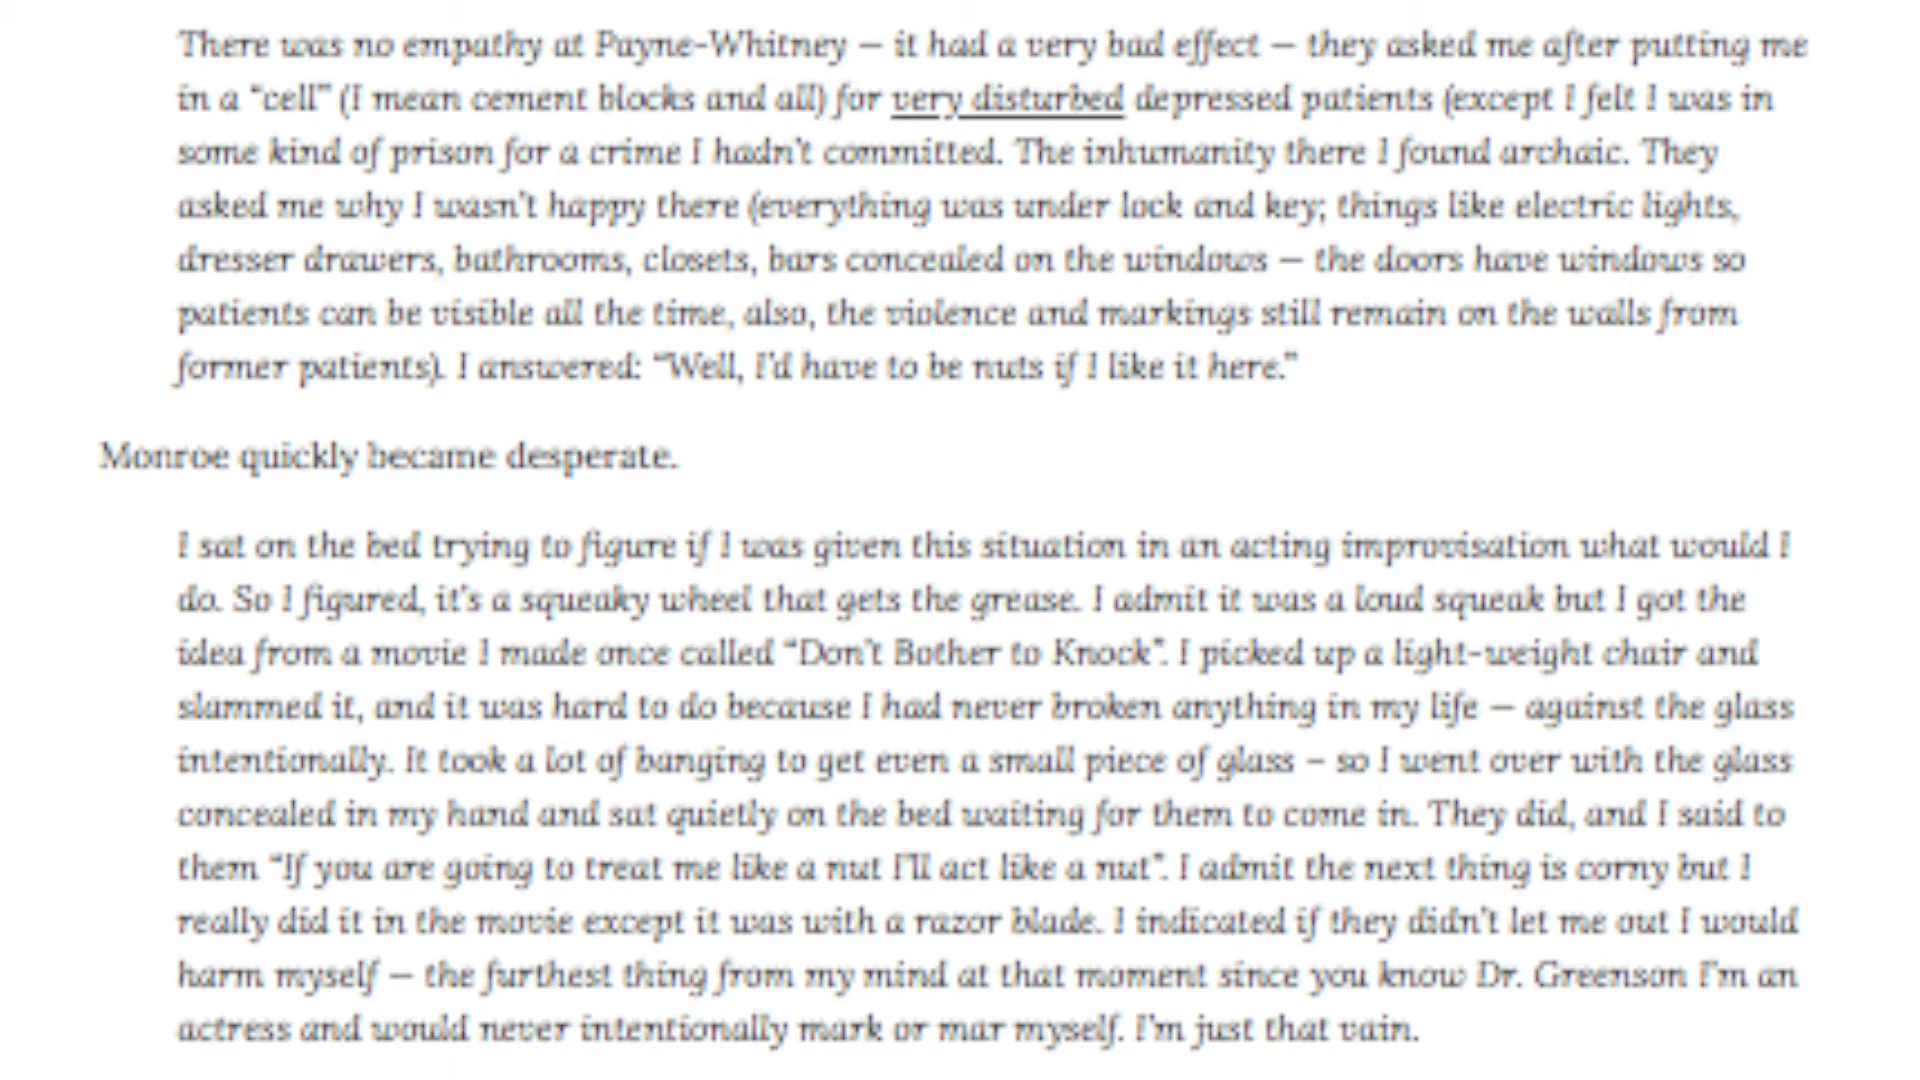 There was no empathy at Payne-Whitney – it had a very bad effect – they asked me after putting me
in a “cell” (I mean cement blocks and all) for very disturbed depressed patients (except I felt I was in
some kind of prison for a crime I hadn’t committed. The inhumanity there I found archaic. They
asked me why I wasn’t happy there (everything was under lock and key; things like electric lights,
dresser drawers, bathrooms, closets, bars concealed on the windows – the doors have windows so
patients can be visible all the time, also, the violence and markings still remain on the walls from
former patients). I answered: “Well, I’d have to be nuts if I like it here.”
Monroe quickly became desperate.
I sat on the bed trying to figure if I was given this situation in an acting improvisation what would I
do. So I figured, it’s a squeaky wheel that gets the grease. I admit it was a loud squeak but I got the
idea from a movie I made once called “Don’t Bother to Knock”. I picked up a light-weight chair and
slammed it, and it was hard to do because I had never broken anything in my life – against the glass
intentionally. It took a lot of banging to get even a small piece of glass – so I went over with the glass
concealed in my hand and sat quietly on the bed waiting for them to come in. They did, and I said to
them “If you are going to treat me like a nut I’ll act like a nut”. I admit the next thing is corny but I
really did it in the movie except it was with a razor blade. I indicated if they didn’t let me out I would
harm myself – the furthest thing from my mind at that moment since you know Dr. Greenson I’m an
actress and would never intentionally mark or mar myself. I’m just that vain.